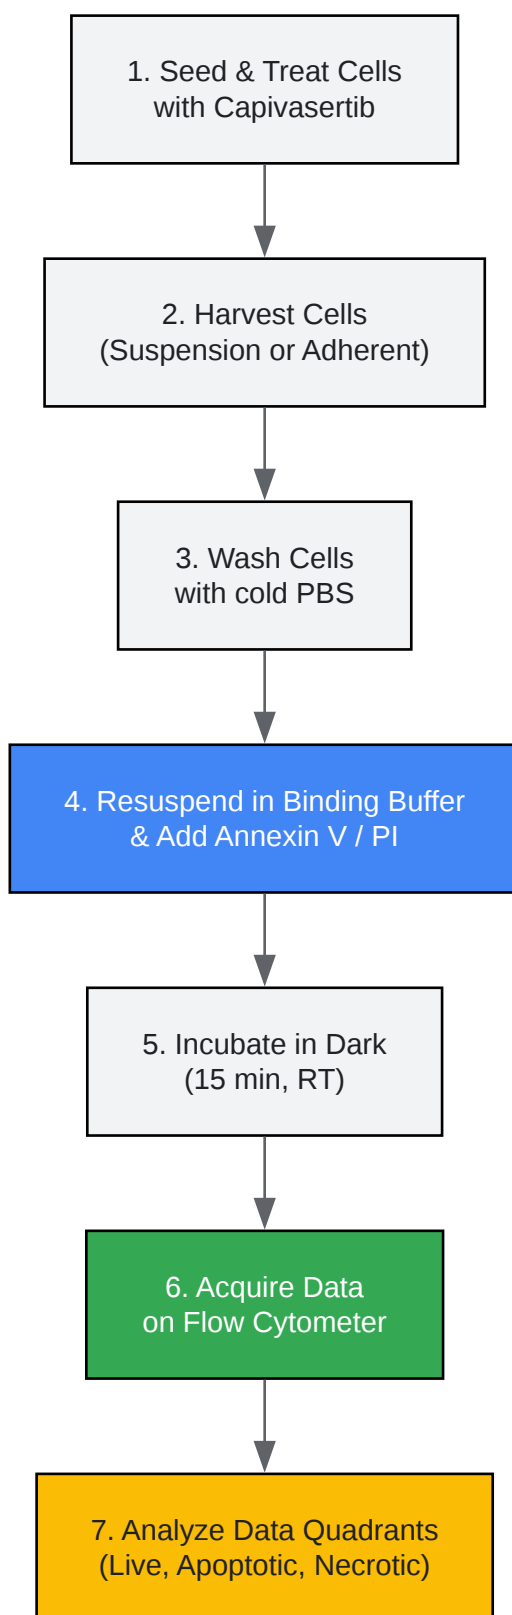 1. Seed & Treat Cells
with Capivasertib
2. Harvest Cells
(Suspension or Adherent)
3. Wash Cells
with cold PBS
4. Resuspend in Binding Buffer
& Add Annexin V / PI
5. Incubate in Dark
(15 min, RT)
6. Acquire Data
on Flow Cytometer
7. Analyze Data Quadrants
(Live, Apoptotic, Necrotic)